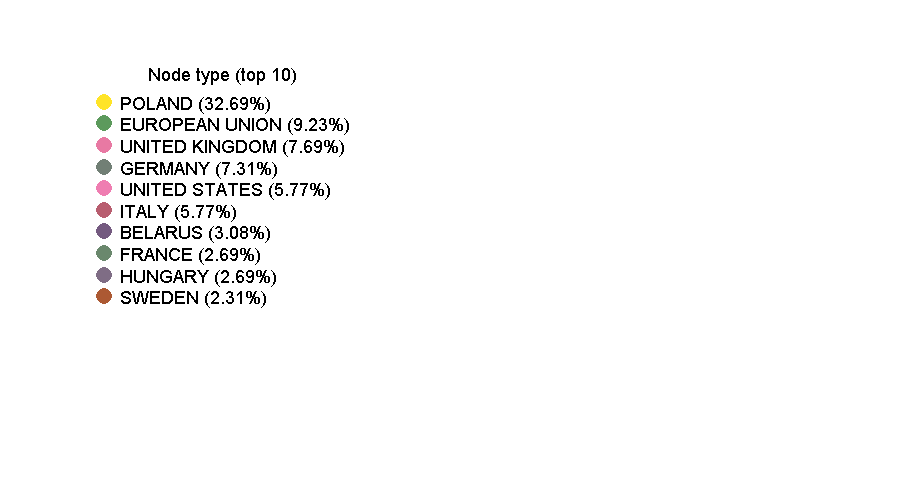 Node type (top 10)
POLAND (32.69%)
EUROPEAN UNION (9.23%)
UNITED KINGDOM (7.69%)
GERMANY (7.31%)
UNITED STATES (5.77%)
ITALY (5.77%)
BELARUS (3.08%)
FRANCE (2.69%)
HUNGARY (2.69%)
SWEDEN (2.31%)